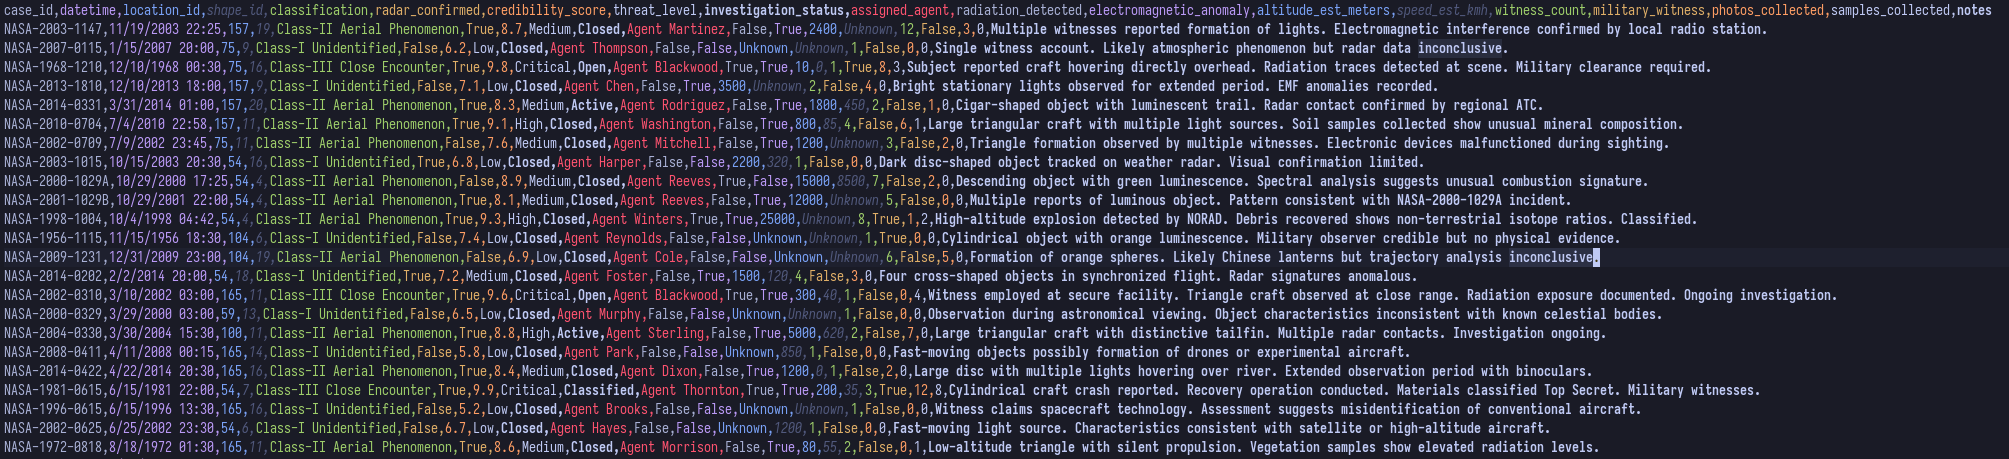 case_id,datetime,location_id,shape_id,classification,radar_confirmed,credibility_score,threat_level,investigation_status,assigned_agent,radiation_detected,electromagnetic_anomaly,altitude_est_meters,speed_est_kmh,witness_count,military_witness,photos_collected,samples_collected,notes
NASA-2003-1147,11/19/2003 22:25,157,19,Class-II Aerial Phenomenon,True,8.7,Medium,Closed,Agent Martinez,False,True,2400,Unknown,12,False,3,0,Multiple witnesses reported formation of lights. Electromagnetic interference confirmed by local radio station.
NASA-2007-0115,1/15/2007 20:00,75,9,Class-I Unidentified,False,6.2,Low,Closed,Agent Thompson,False,False,Unknown,Unknown,1,False,0,0,Single witness account. Likely atmospheric phenomenon but radar data inconclusive.
NASA-1968-1210,12/10/1968 00:30,75,16,Class-III Close Encounter,True,9.8,Critical,Open,Agent Blackwood,True,True,10,0,1,True,8,3,Subject reported craft hovering directly overhead. Radiation traces detected at scene. Military clearance required.
NASA-2013-1810,12/10/2013 18:00,157,9,Class-I Unidentified,False,7.1,Low,Closed,Agent Chen,False,True,3500,Unknown,2,False,4,0,Bright stationary lights observed for extended period. EMF anomalies recorded.
NASA-2014-0331,3/31/2014 01:00,157,20,Class-II Aerial Phenomenon,True,8.3,Medium,Active,Agent Rodriguez,False,True,1800,450,2,False,1,0,Cigar-shaped object with luminescent trail. Radar contact confirmed by regional ATC.
NASA-2010-0704,7/4/2010 22:58,157,11,Class-II Aerial Phenomenon,True,9.1,High,Closed,Agent Washington,False,True,800,85,4,False,6,1,Large triangular craft with multiple light sources. Soil samples collected show unusual mineral composition.
NASA-2002-0709,7/9/2002 23:45,75,11,Class-II Aerial Phenomenon,False,7.6,Medium,Closed,Agent Mitchell,False,True,1200,Unknown,3,False,2,0,Triangle formation observed by multiple witnesses. Electronic devices malfunctioned during sighting.
NASA-2003-1015,10/15/2003 20:30,54,16,Class-I Unidentified,True,6.8,Low,Closed,Agent Harper,False,False,2200,320,1,False,0,0,Dark disc-shaped object tracked on weather radar. Visual confirmation limited.
NASA-2000-1029A,10/29/2000 17:25,54,4,Class-II Aerial Phenomenon,False,8.9,Medium,Closed,Agent Reeves,True,False,15000,8500,7,False,2,0,Descending object with green luminescence. Spectral analysis suggests unusual combustion signature.
NASA-2001-1029B,10/29/2001 22:00,54,4,Class-II Aerial Phenomenon,True,8.1,Medium,Closed,Agent Reeves,True,False,12000,Unknown,5,False,0,0,Multiple reports of luminous object. Pattern consistent with NASA-2000-1029A incident.
NASA-1998-1004,10/4/1998 04:42,54,4,Class-II Aerial Phenomenon,True,9.3,High,Closed,Agent Winters,True,True,25000,Unknown,8,True,1,2,High-altitude explosion detected by NORAD. Debris recovered shows non-terrestrial isotope ratios. Classified.
NASA-1956-1115,11/15/1956 18:30,104,6,Class-I Unidentified,False,7.4,Low,Closed,Agent Reynolds,False,False,Unknown,Unknown,1,True,0,0,Cylindrical object with orange luminescence. Military observer credible but no physical evidence.
NASA-2009-1231,12/31/2009 23:00,104,19,Class-II Aerial Phenomenon,False,6.9,Low,Closed,Agent Cole,False,False,Unknown,Unknown,6,False,5,0,Formation of orange spheres. Likely Chinese lanterns but trajectory analysis inconclusive.
NASA-2014-0202,2/2/2014 20:00,54,18,Class-I Unidentified,True,7.2,Medium,Closed,Agent Foster,False,True,1500,120,4,False,3,0,Four cross-shaped objects in synchronized flight. Radar signatures anomalous.
NASA-2002-0310,3/10/2002 03:00,165,11,Class-III Close Encounter,True,9.6,Critical,Open,Agent Blackwood,True,True,300,40,1,False,0,4,Witness employed at secure facility. Triangle craft observed at close range. Radiation exposure documented. Ongoing investigation.
NASA-2000-0329,3/29/2000 03:00,59,13,Class-I Unidentified,False,6.5,Low,Closed,Agent Murphy,False,False,Unknown,Unknown,1,False,0,0,Observation during astronomical viewing. Object characteristics inconsistent with known celestial bodies.
NASA-2004-0330,3/30/2004 15:30,100,11,Class-II Aerial Phenomenon,True,8.8,High,Active,Agent Sterling,False,True,5000,620,2,False,7,0,Large triangular craft with distinctive tailfin. Multiple radar contacts. Investigation ongoing.
NASA-2008-0411,4/11/2008 00:15,165,14,Class-I Unidentified,False,5.8,Low,Closed,Agent Park,False,False,Unknown,850,1,False,0,0,Fast-moving objects possibly formation of drones or experimental aircraft.
NASA-2014-0422,4/22/2014 20:30,165,16,Class-II Aerial Phenomenon,True,8.4,Medium,Closed,Agent Dixon,False,True,1200,0,1,False,2,0,Large disc with multiple lights hovering over river. Extended observation period with binoculars.
NASA-1981-0615,6/15/1981 22:00,54,7,Class-III Close Encounter,True,9.9,Critical,Classified,Agent Thornton,True,True,200,35,3,True,12,8,Cylindrical craft crash reported. Recovery operation conducted. Materials classified Top Secret. Military witnesses.
NASA-1996-0615,6/15/1996 13:30,165,16,Class-I Unidentified,False,5.2,Low,Closed,Agent Brooks,False,False,Unknown,Unknown,1,False,0,0,Witness claims spacecraft technology. Assessment suggests misidentification of conventional aircraft.
NASA-2002-0625,6/25/2002 23:30,54,6,Class-I Unidentified,False,6.7,Low,Closed,Agent Hayes,False,False,Unknown,1200,1,False,0,0,Fast-moving light source. Characteristics consistent with satellite or high-altitude aircraft.
NASA-1972-0818,8/18/1972 01:30,165,11,Class-II Aerial Phenomenon,True,8.6,Medium,Closed,Agent Morrison,False,True,80,55,2,False,0,1,Low-altitude triangle with silent propulsion. Vegetation samples show elevated radiation levels.